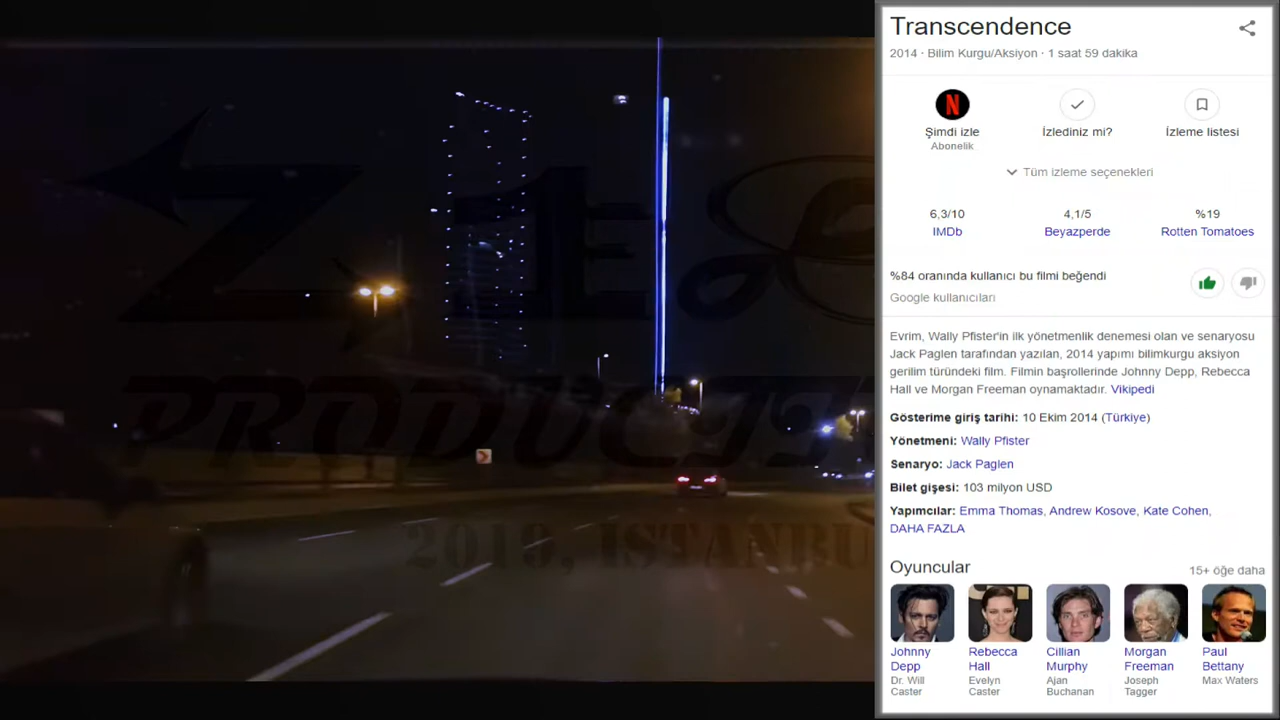 PRODUCTI
2018, ISTANBU
Transcendence
2014 · Bilim Kurgu/Aksiyon · 1 saat 59 dakika
N
Şimdi izle
Abonelik
İzlediniz mi?
İzleme listesi
Tüm izleme seçenekleri
6,3/10
IMDb
4,1/5
Beyazperde
%19
Rotten Tomatoes
%84 oranında kullanıcı bu filmi beğendi
Google kullanıcıları
Evrim, Wally Pfister'in ilk yönetmenlik denemesi olan ve senaryosu
Jack Paglen tarafından yazılan, 2014 yapımı bilimkurgu aksiyon
gerilim türündeki film. Filmin başrollerinde Johnny Depp, Rebecca
Hall ve Morgan Freeman oynamaktadır. Vikipedi
Gösterime giriş tarihi: 10 Ekim 2014 (Türkiye)
Yönetmeni: Wally Pfister
Senaryo: Jack Paglen
Bilet gişesi: 103 milyon USD
Yapımcılar: Emma Thomas, Andrew Kosove, Kate Cohen,
DAHA FAZLA
Oyuncular
15+ öğe daha
Johnny
Depp
Dr. Will
Caster
Rebecca
Hall
Evelyn
Caster
Cillian
Murphy
Ajan
Buchanan
Morgan
Freeman
Joseph
Tagger
Paul
Bettany
Max Waters